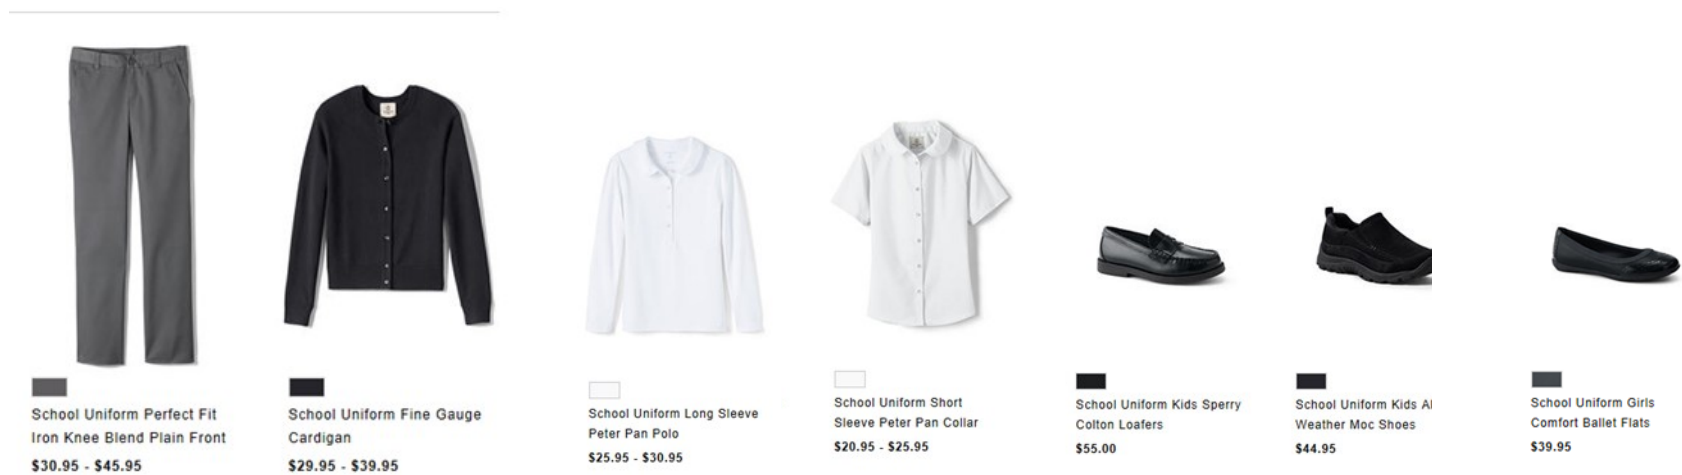 School Uniform Perfect Fit
Iron Knee Blend Plain Front
$30.95 - $45.95
School Uniform Fine Gauge
Cardigan
$29.95 - $39.95
School Uniform Long Sleeve
Peter Pan Polo
$25.95 - $30.95
School Uniform Short
Sleeve Peter Pan Collar
$20.95 - $25.95
School Uniform Kids Sperry
Colton Loafers
$55.00
School Uniform Kids Al
Weather Moc Shoes
$44.95
School Uniform Girls
Comfort Ballet Flats
$39.95